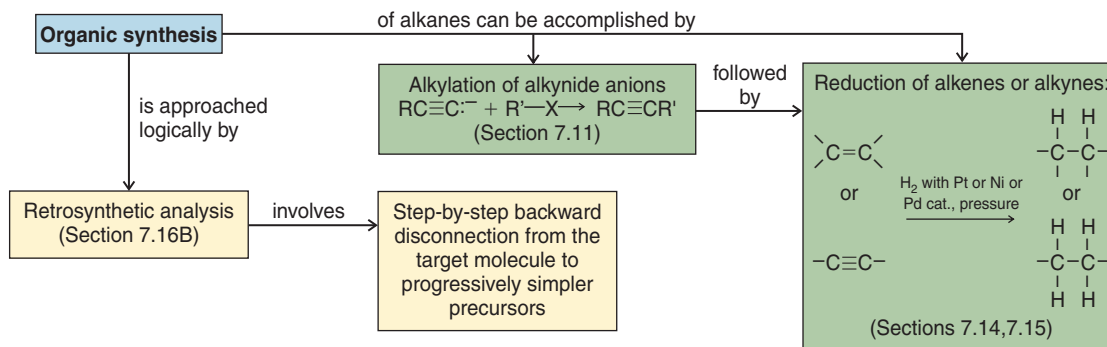 Organic synthesis
of alkanes can be accomplished by
is approached
logically by
Alkylation of alkynide anions
RC≡C:⁻ + R'—X → RC≡CR'
(Section 7.11)
followed
by
Reduction of alkenes or alkynes:
H H
C=C
—C—C—
or
H₂ with Pt or Ni or
Pd cat., pressure
or
H H
—C≡C—
—C—C—
H H
(Sections 7.14,7.15)
Retrosynthetic analysis
(Section 7.16B)
involves
Step-by-step backward
disconnection from the
target molecule to
progressively simpler
precursors